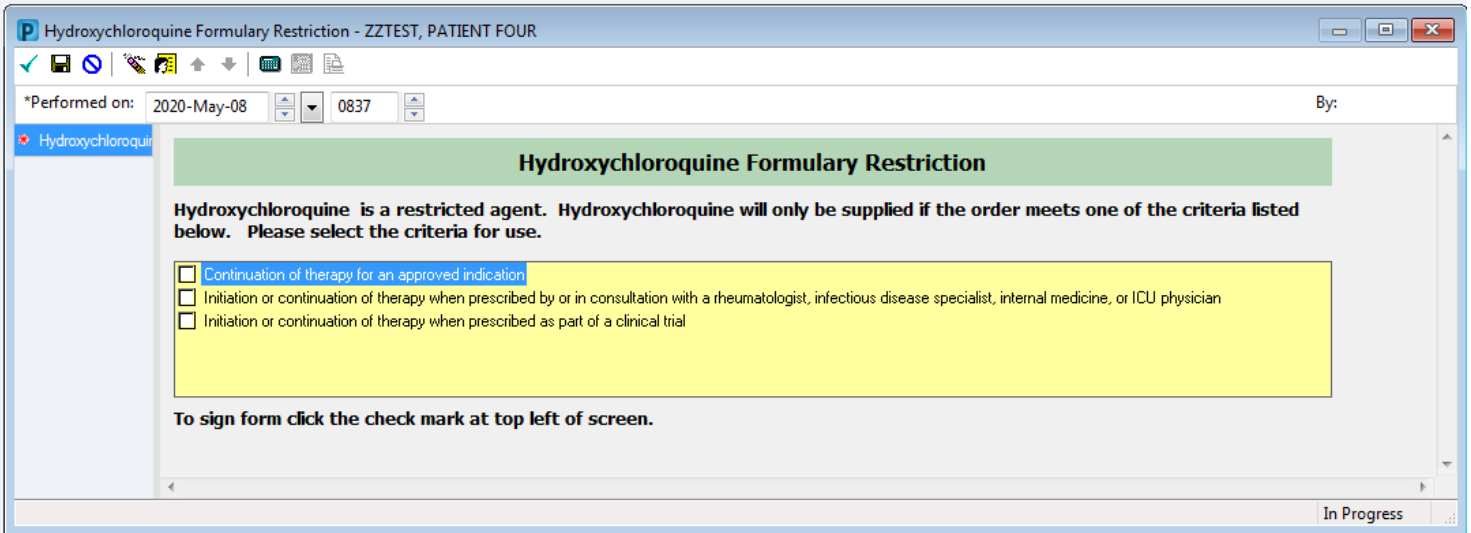 Hydroxychloroquine Formulary Restriction - ZZTEST, PATIENT FOUR
*Performed on: 2020-May-08 0837 By:
Hydroxychloroquin
Hydroxychloroquine Formulary Restriction
Hydroxychloroquine is a restricted agent. Hydroxychloroquine will only be supplied if the order meets one of the criteria listed
below. Please select the criteria for use.
Continuation of therapy for an approved indication
Initiation or continuation of therapy when prescribed by or in consultation with a rheumatologist, infectious disease specialist, internal medicine, or ICU physician
Initiation or continuation of therapy when prescribed as part of a clinical trial
To sign form click the check mark at top left of screen.
In Progress